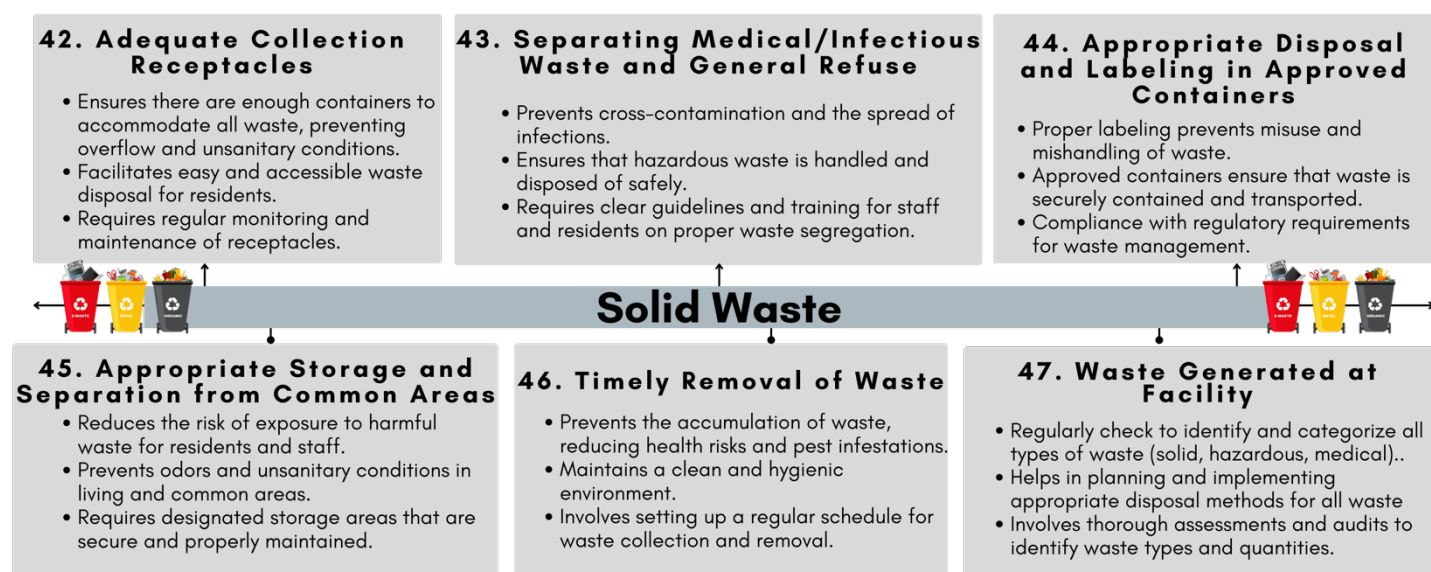 42. Adequate Collection
Receptacles
• Ensures there are enough containers to
accommodate all waste, preventing
overflow and unsanitary conditions.
• Facilitates easy and accessible waste
disposal for residents.
• Requires regular monitoring and
maintenance of receptacles.
43. Separating Medical/Infectious
Waste and General Refuse
• Prevents cross-contamination and the spread of
infections.
• Ensures that hazardous waste is handled and
disposed of safely.
• Requires clear guidelines and training for staff
and residents on proper waste segregation.
44. Appropriate Disposal
and Labeling in Approved
Containers
• Proper labeling prevents misuse and
mishandling of waste.
• Approved containers ensure that waste is
securely contained and transported.
• Compliance with regulatory requirements
for waste management.
E-WASTE
METAL
ORGANIC
Solid Waste
E-WASTE
METAL
ORGANIC
45. Appropriate Storage and
Separation from Common Areas
• Reduces the risk of exposure to harmful
waste for residents and staff.
• Prevents odors and unsanitary conditions in
living and common areas.
• Requires designated storage areas that are
secure and properly maintained.
46. Timely Removal of Waste
• Prevents the accumulation of waste,
reducing health risks and pest infestations.
• Maintains a clean and hygienic
environment.
• Involves setting up a regular schedule for
waste collection and removal.
47. Waste Generated at
Facility
• Regularly check to identify and categorize all
types of waste (solid, hazardous, medical)..
• Helps in planning and implementing
appropriate disposal methods for all waste
• Involves thorough assessments and audits to
identify waste types and quantities.